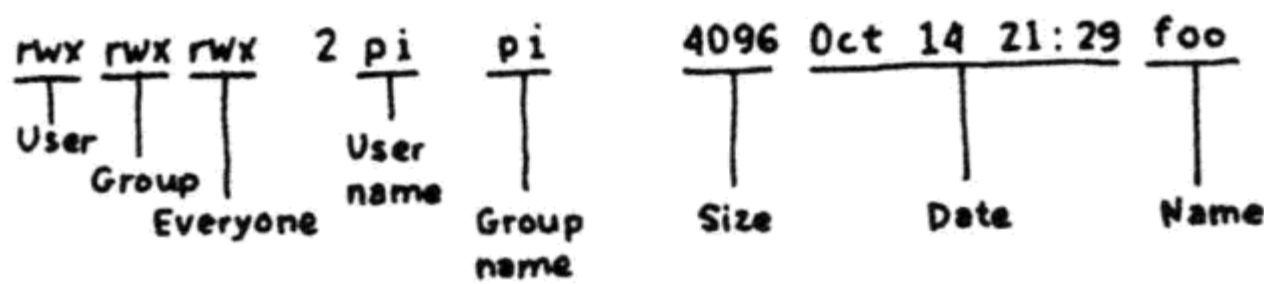 rwx rwx rwx 2 pi pi 4096 Oct 14 21:29 foo
User
Group
Everyone
User
name
Group
name
Size
Date
Name